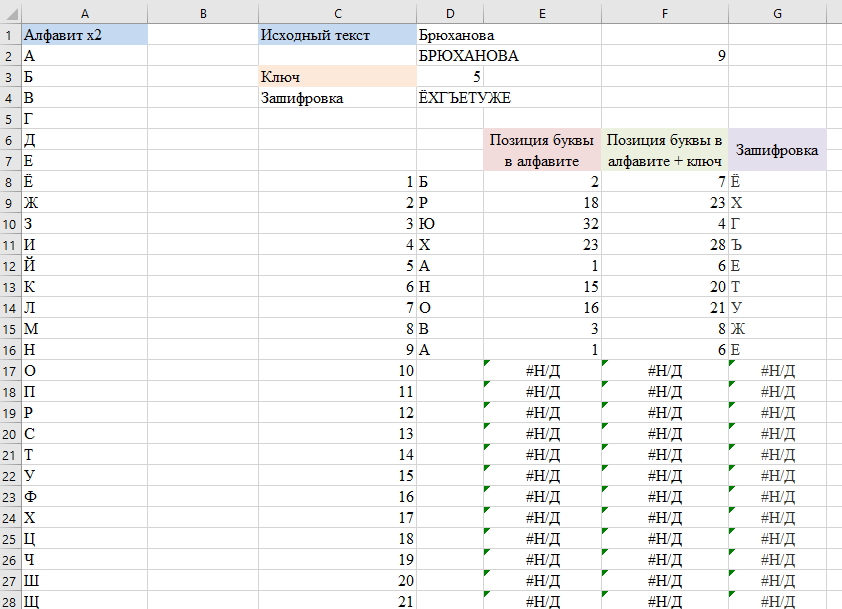 A B C D E F G
1 Алфавит x2 Исходный текст Брюханова
2 А БРЮХАНОВА 9
3 Б Ключ 5
4 В Зашифровка ЁХГЪЕТУЖЕ
5 Г
6 Д Позиция буквы Позиция буквы в Зашифровка
7 Е в алфавите алфавите + ключ
8 Ё 1 Б 2 7 Ё
9 Ж 2 Р 18 23 Х
10 З 3 Ю 32 4 Г
11 И 4 Х 23 28 Ъ
12 Й 5 А 1 6 Е
13 К 6 Н 15 20 Т
14 Л 7 О 16 21 У
15 М 8 В 3 8 Ж
16 Н 9 А 1 6 Е
17 О 10 #Н/Д #Н/Д #Н/Д
18 П 11 #Н/Д #Н/Д #Н/Д
19 Р 12 #Н/Д #Н/Д #Н/Д
20 С 13 #Н/Д #Н/Д #Н/Д
21 Т 14 #Н/Д #Н/Д #Н/Д
22 У 15 #Н/Д #Н/Д #Н/Д
23 Ф 16 #Н/Д #Н/Д #Н/Д
24 Х 17 #Н/Д #Н/Д #Н/Д
25 Ц 18 #Н/Д #Н/Д #Н/Д
26 Ч 19 #Н/Д #Н/Д #Н/Д
27 Ш 20 #Н/Д #Н/Д #Н/Д
28 Щ 21 #Н/Д #Н/Д #Н/Д